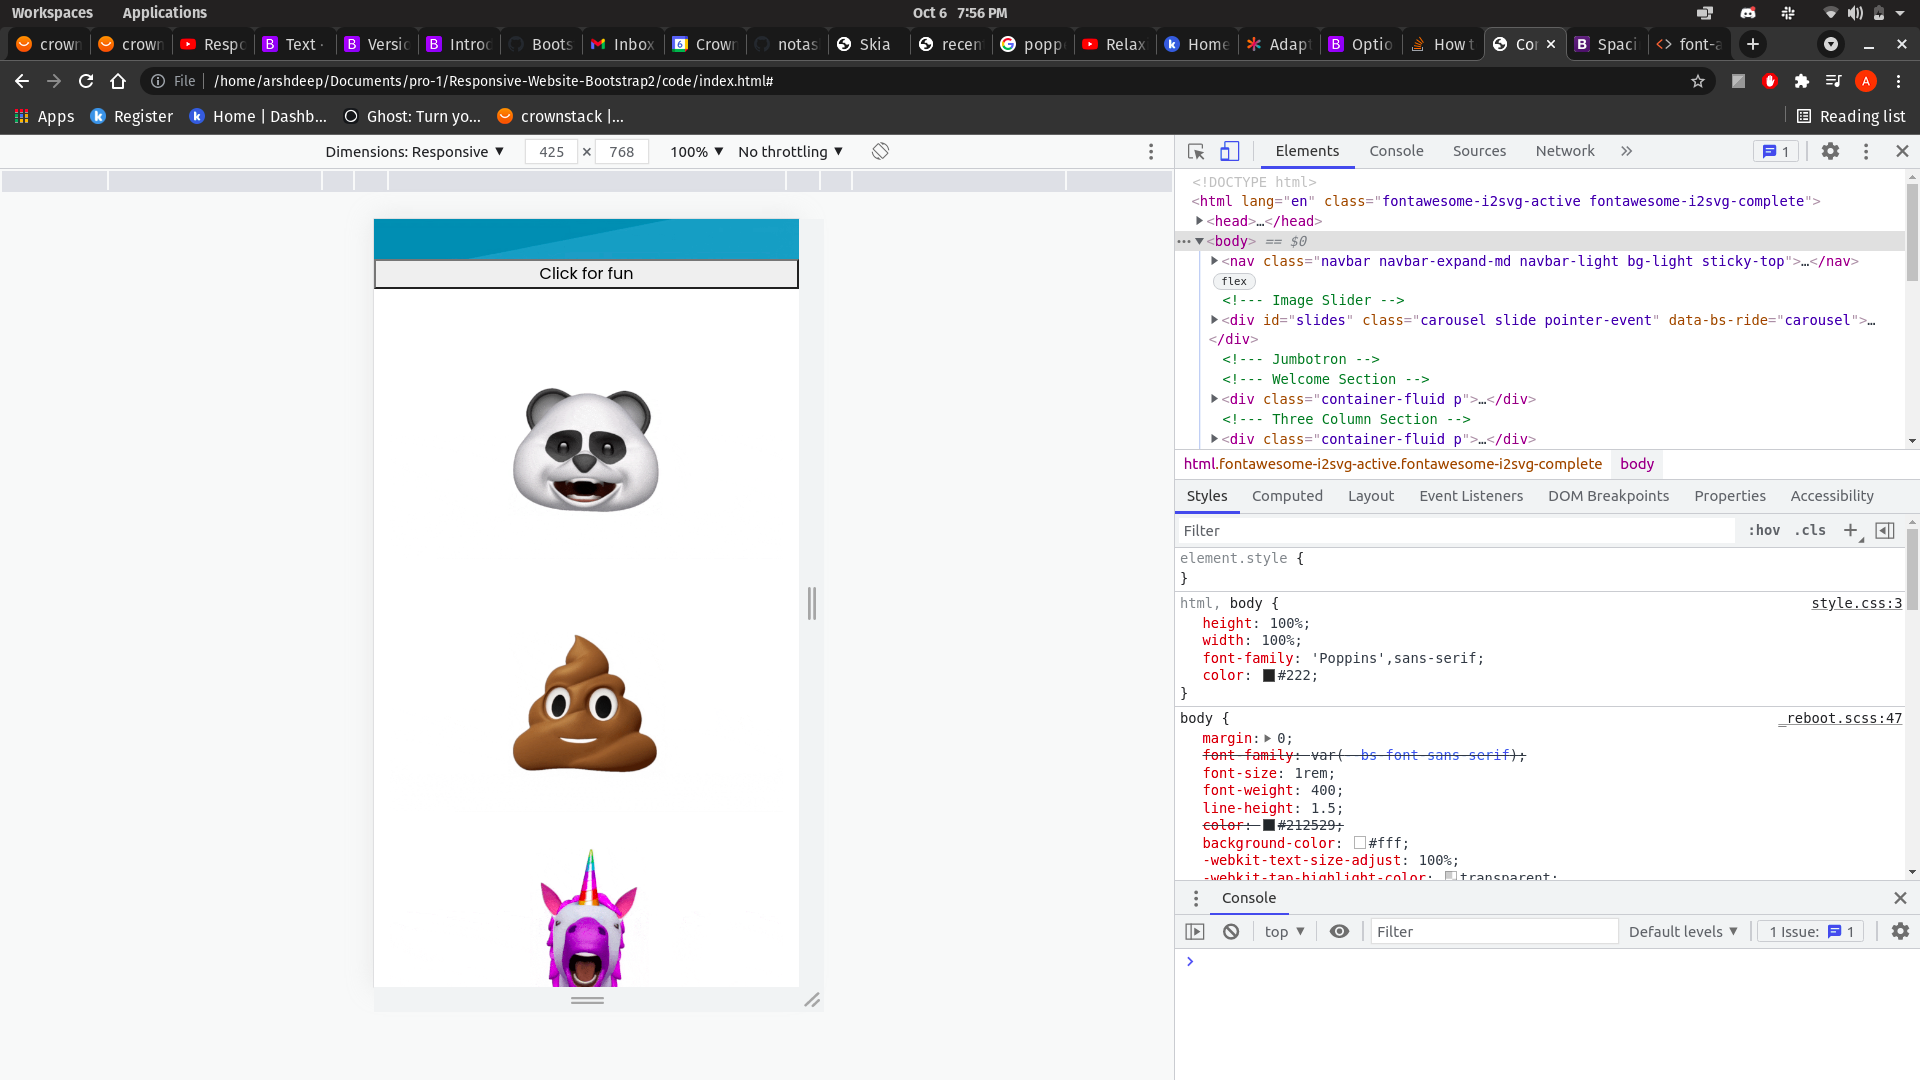 Workspaces Applications Oct 6 7:56 PM
crown crown Respo Text · Versio Introd Boots Inbox Crown notas Skia recen poppi Relax Home Adapt Optio How t Co Spaci font-a
File /home/arshdeep/Documents/pro-1/Responsive-Website-Bootstrap2/code/index.html#
Apps Register Home | Dashb... Ghost: Turn yo... crownstack |... Reading list
Dimensions: Responsive 425 × 768 100% No throttling
Elements Console Sources Network 1
<!DOCTYPE html>
<html lang="en" class="fontawesome-i2svg-active fontawesome-i2svg-complete">
<head>…</head>
<body> == $0
<nav class="navbar navbar-expand-md navbar-light bg-light sticky-top">…</nav>
flex
<!--- Image Slider -->
<div id="slides" class="carousel slide pointer-event" data-bs-ride="carousel">…
</div>
<!--- Jumbotron -->
<!--- Welcome Section -->
<div class="container-fluid p">…</div>
<!--- Three Column Section -->
<div class="container-fluid p">…</div>
html.fontawesome-i2svg-active.fontawesome-i2svg-complete body
Styles Computed Layout Event Listeners DOM Breakpoints Properties Accessibility
Filter :hov .cls +
element.style {
}
html, body { style.css:3
height: 100%;
width: 100%;
font-family: 'Poppins',sans-serif;
color: #222;
}
body { _reboot.scss:47
margin: 0;
font-family: var(--bs-font-sans-serif);
font-size: 1rem;
font-weight: 400;
line-height: 1.5;
color: #212529;
background-color: #fff;
-webkit-text-size-adjust: 100%;
-webkit-tap-highlight-color: transparent;
Console
top Filter Default levels 1 Issue: 1
Click for fun